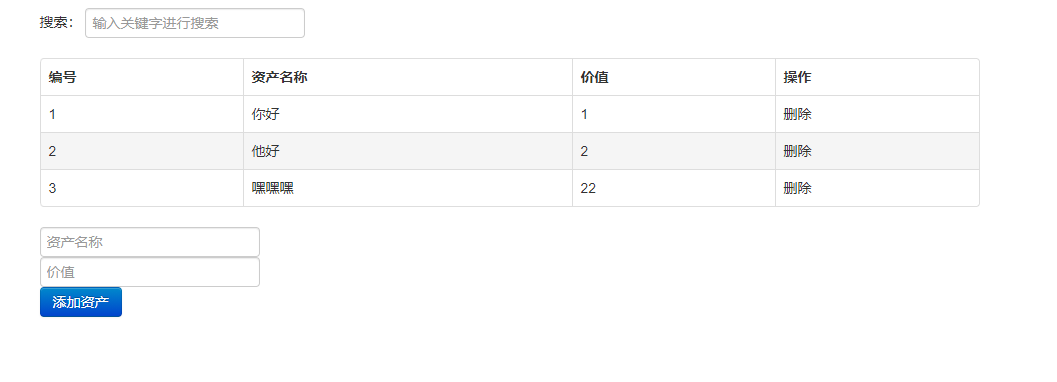 搜索： 输入关键字进行搜索
编号 资产名称 价值 操作
1 你好 1 删除
2 他好 2 删除
3 嘿嘿嘿 22 删除
资产名称
价值
添加资产